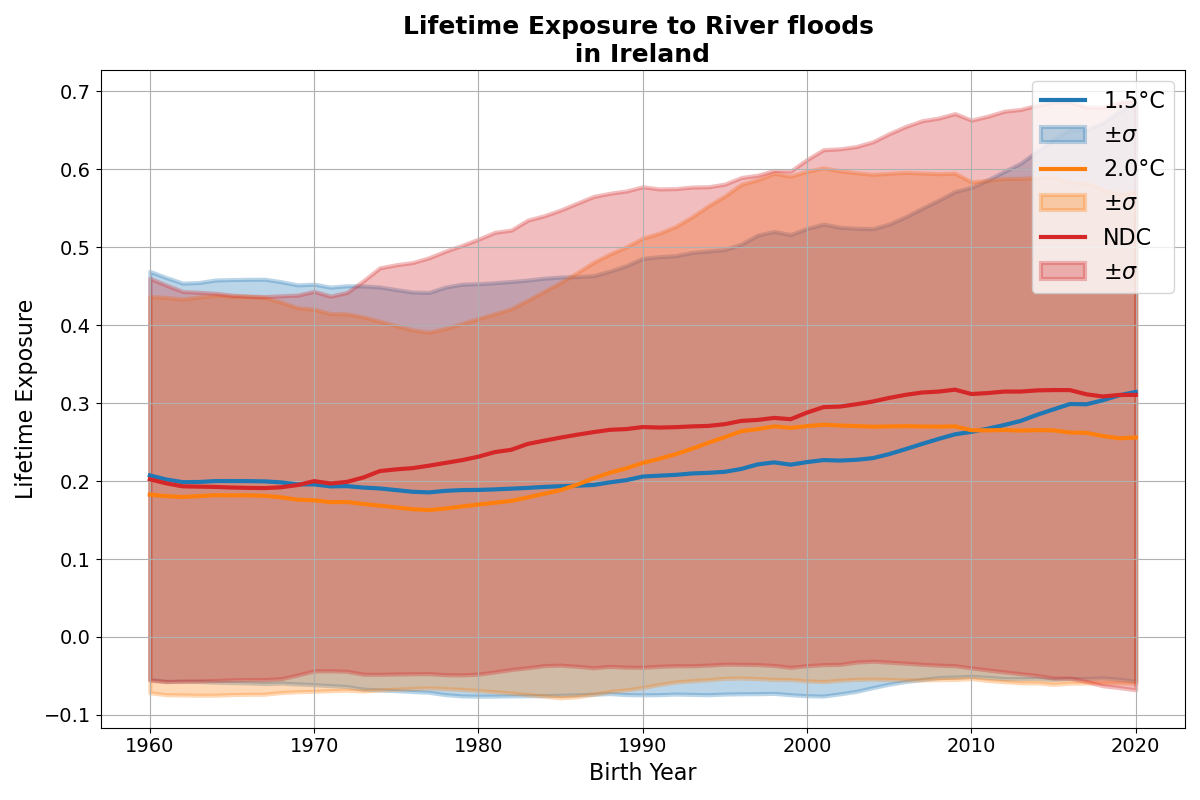 Lifetime Exposure to River floods
in Ireland
Lifetime Exposure
0.7
0.6
0.5
0.4
0.3
0.2
0.1
0.0
−0.1
1.5°C
±σ
2.0°C
±σ
NDC
±σ
1960 1970 1980 1990 2000 2010 2020
Birth Year